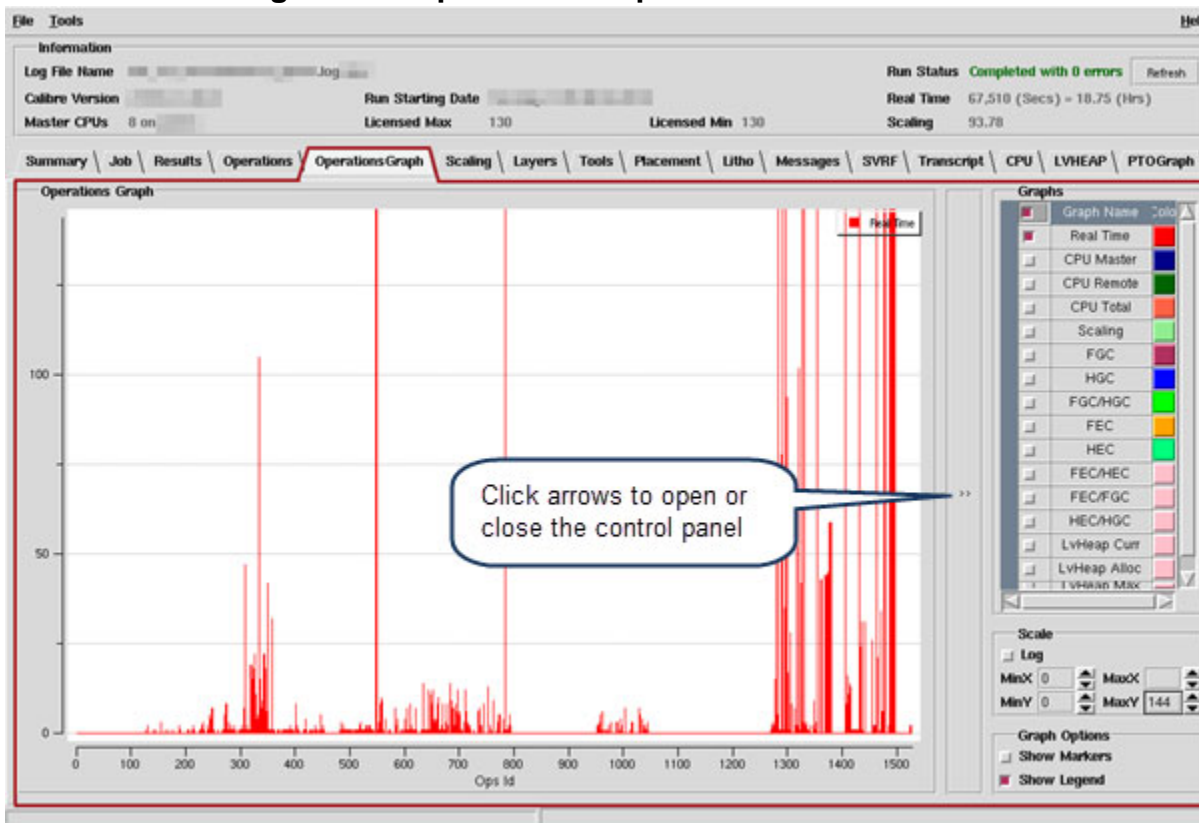 File Tools Hel
Information
Log File Name .log
Run Status Completed with 0 errors Refresh
Calibre Version Run Starting Date Real Time 67,510 (Secs) = 18.75 (Hrs)
Master CPUs 8 on Licensed Max 130 Licensed Min 130 Scaling 93.78
Summary Job Results Operations OperationsGraph Scaling Layers Tools Placement Litho Messages SVRF Transcript CPU LVHEAP PTOGraph
Operations Graph
Real Time
100
50
0
0 100 200 300 400 500 600 700 800 900 1000 1100 1200 1300 1400 1500
Ops Id
Click arrows to open or
close the control panel
>>
Graphs
Graph Name Colo
Real Time
CPU Master
CPU Remote
CPU Total
Scaling
FGC
HGC
FGC/HGC
FEC
HEC
FEC/HEC
FEC/FGC
HEC/HGC
LvHeap Curr
LvHeap Alloc
LvHeap Max
Scale
Log
MinX 0 MaxX
MinY 0 MaxY 144
Graph Options
Show Markers
Show Legend